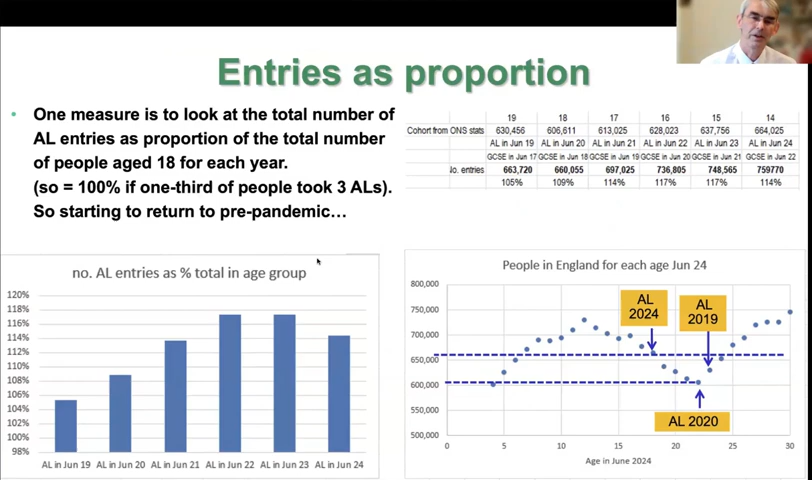 Entries as proportion
• One measure is to look at the total number of
AL entries as proportion of the total number
of people aged 18 for each year.
(so = 100% if one-third of people took 3 ALs).
So starting to return to pre-pandemic…
19 18 17 16 15 14
Cohort from ONS stats 630,456 606,611 613,025 628,023 637,756 664,025
AL in Jun 19 AL in Jun 20 AL in Jun 21 AL in Jun 22 AL in Jun 23 AL in Jun 24
GCSE in Jun 17 GCSE in Jun 18 GCSE in Jun 19 GCSE in Jun 20 GCSE in Jun 21 GCSE in Jun 22
No. entries 663,720 660,055 697,025 736,805 748,565 759770
105% 109% 114% 117% 117% 114%
no. AL entries as % total in age group
120%
118%
116%
114%
112%
110%
108%
106%
104%
102%
100%
98%
AL in Jun 19 AL in Jun 20 AL in Jun 21 AL in Jun 22 AL in Jun 23 AL in Jun 24
People in England for each age Jun 24
800,000
750,000
700,000
650,000
600,000
550,000
500,000
AL
2024
AL
2019
AL 2020
0 5 10 15 20 25 30
Age in June 2024